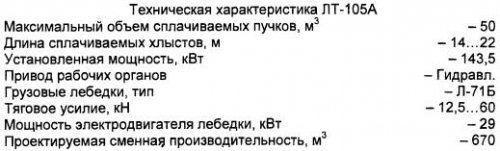 Техническая характеристика ЛТ-105А
Максимальный объем сплачиваемых пучков, м³ – 50
Длина сплачиваемых хлыстов, м – 14...22
Установленная мощность, кВт – 143,5
Привод рабочих органов – Гидравл.
Грузовые лебедки, тип – Л-71Б
Тяговое усилие, кН – 12,5...60
Мощность электродвигателя лебедки, кВт – 29
Проектируемая сменная производительность, м³ – 670